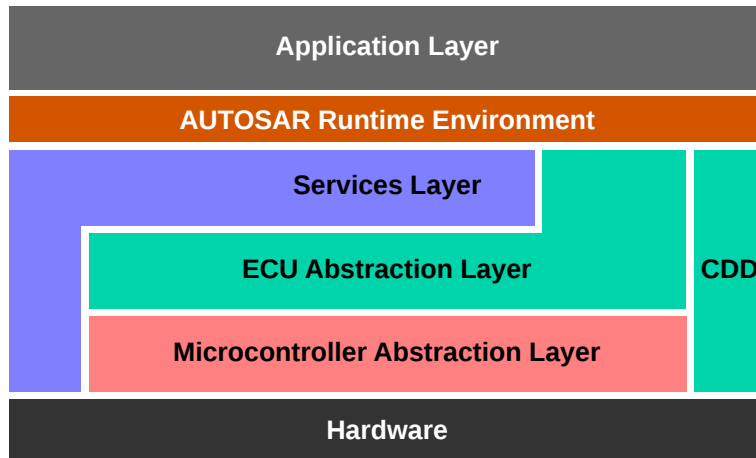 Application Layer
AUTOSAR Runtime Environment
Services Layer
ECU Abstraction Layer
CDD
Microcontroller Abstraction Layer
Hardware